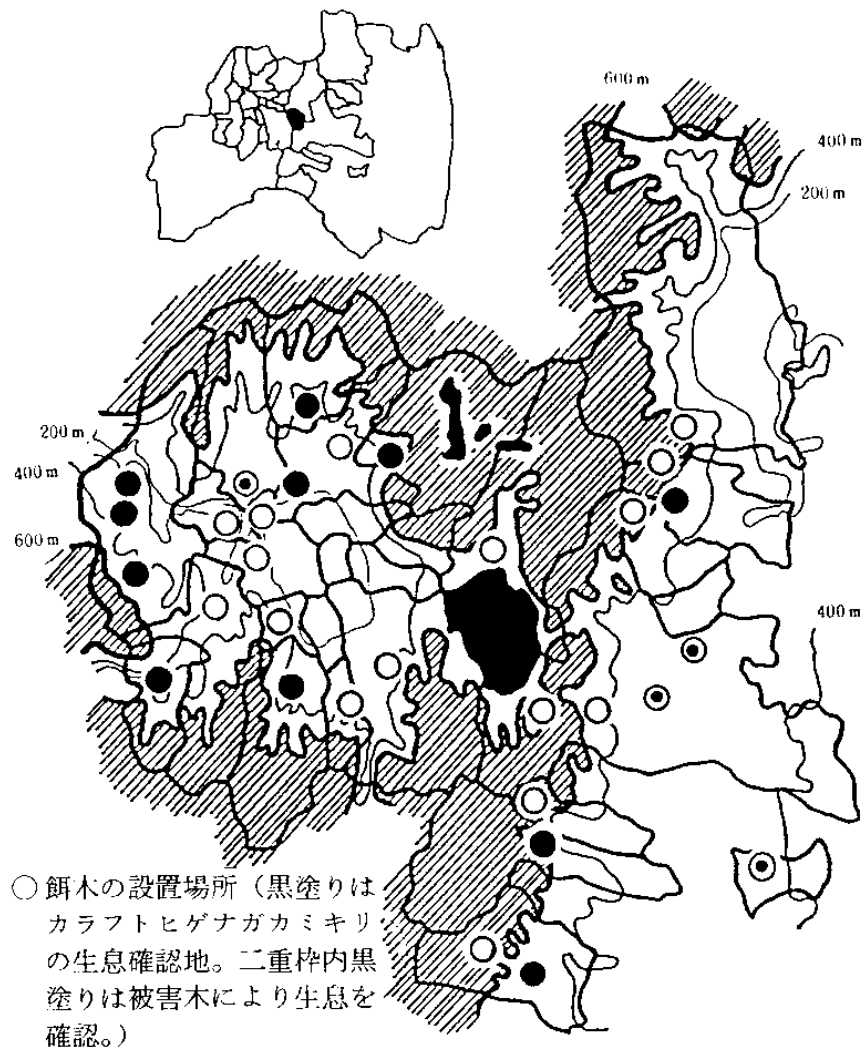 600 m
400 m
200 m
200 m
400 m
600 m
400 m
○ 餌木の設置場所（黒塗りは
カラフトヒゲナガカミキリ
の生息確認地。二重枠内黒
塗りは被害木により生息を
確認。）